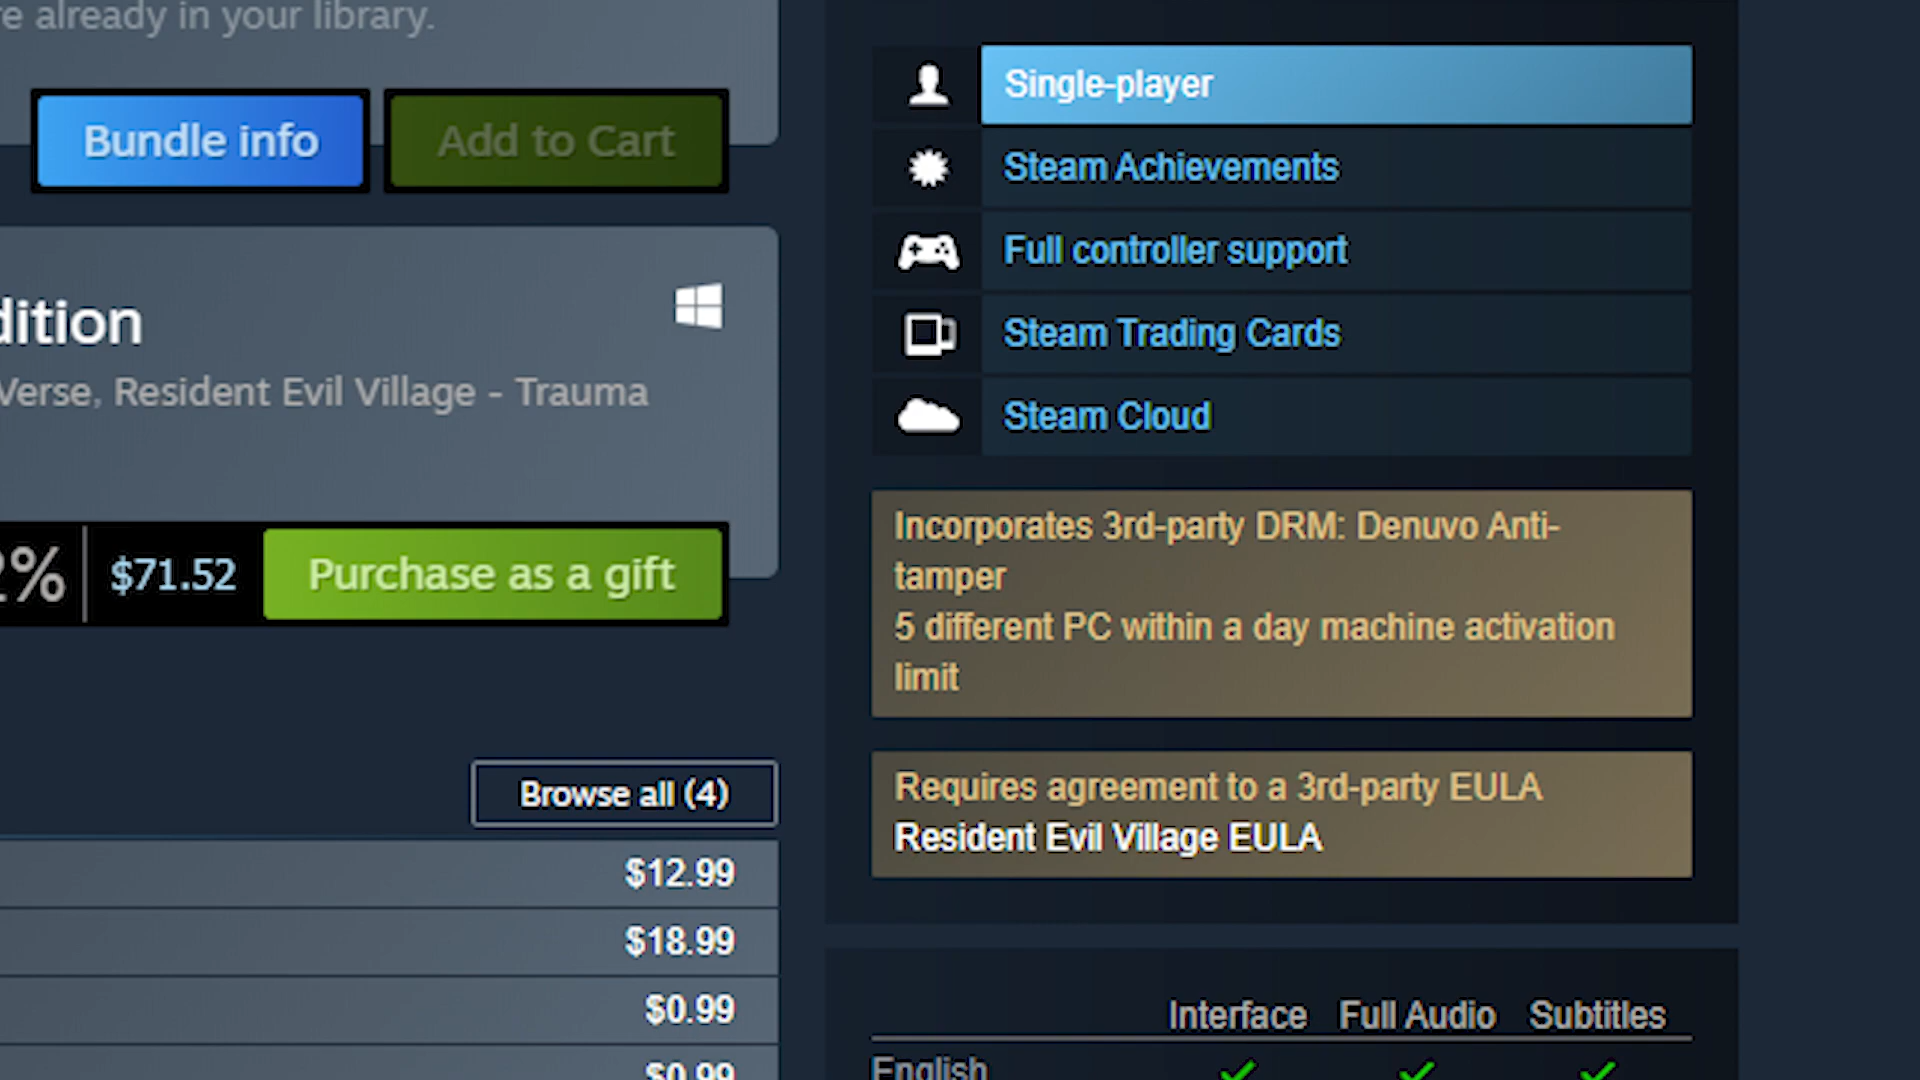 e already in your library.
Bundle info
Add to Cart
dition
Verse, Resident Evil Village - Trauma
2%
$71.52
Purchase as a gift
Browse all (4)
$12.99
$18.99
$0.99
$0.99
Single-player
Steam Achievements
Full controller support
Steam Trading Cards
Steam Cloud
Incorporates 3rd-party DRM: Denuvo Anti-
tamper
5 different PC within a day machine activation
limit
Requires agreement to a 3rd-party EULA
Resident Evil Village EULA
Interface Full Audio Subtitles
English